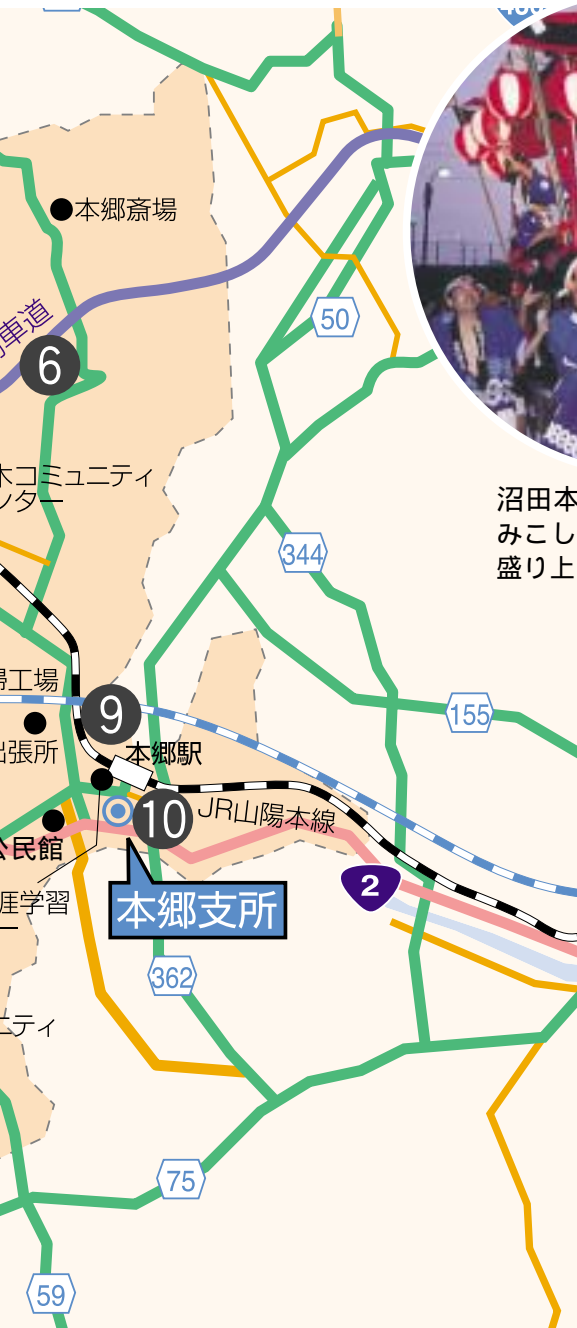 本郷斎場
車道
50
6
木コミュニティ
ンター
沼田本
みこし
盛り上
344
工場
155
9
出張所
本郷駅
10
JR山陽本線
公民館
2
涯学習
ー
本郷支所
362
ニティ
75
59